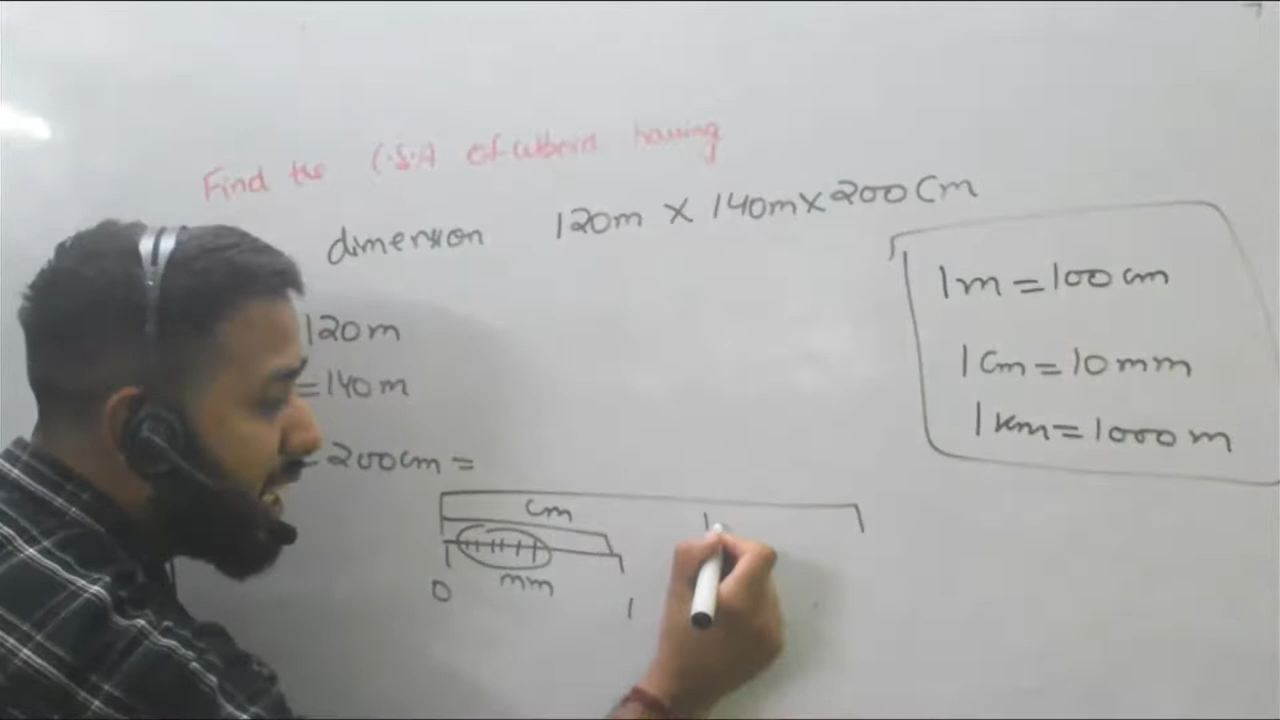 Find the C.S.A of cuboid having
dimension 120m X 140m X 200Cm
120m
=140m
=200cm =
1m=100cm
1cm=10mm
1km=1000m
cm
mm
0 1